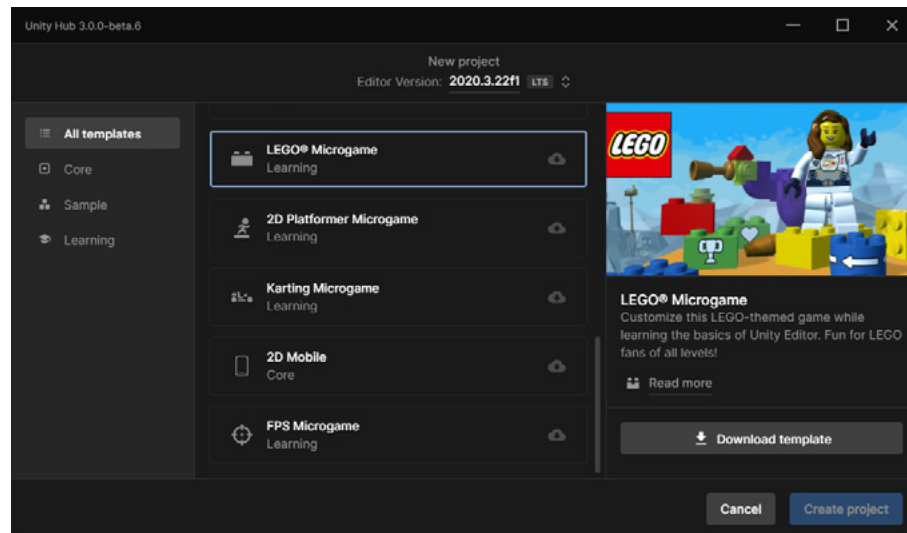 Unity Hub 3.0.0-beta.6
New project
Editor Version: 2020.3.22f1 LTS
All templates
Core
Sample
Learning
LEGO® Microgame
Learning
2D Platformer Microgame
Learning
Karting Microgame
Learning
2D Mobile
Core
FPS Microgame
Learning
LEGO
LEGO® Microgame
Customize this LEGO-themed game while
learning the basics of Unity Editor. Fun for LEGO
fans of all levels!
Read more
Download template
Cancel
Create project